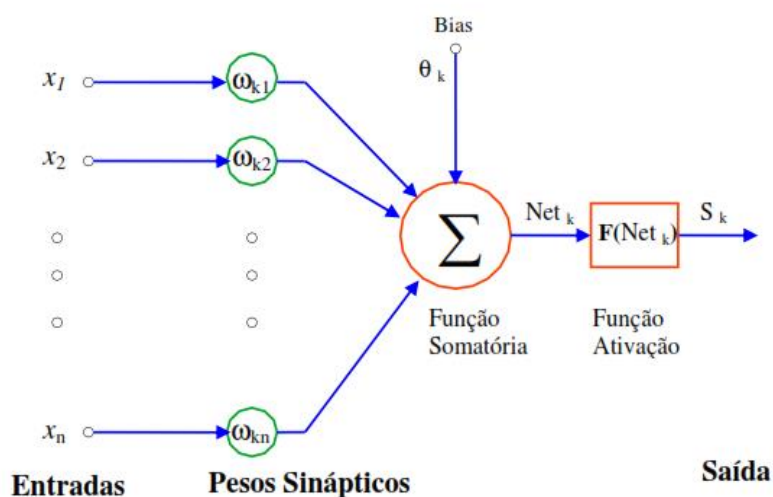 Bias
x1 ωk1 θ k
x2 ωk2
∑ Net k F(Net k) S k
Função Função
Somatória Ativação
xn ωkn
Entradas Pesos Sinápticos Saída